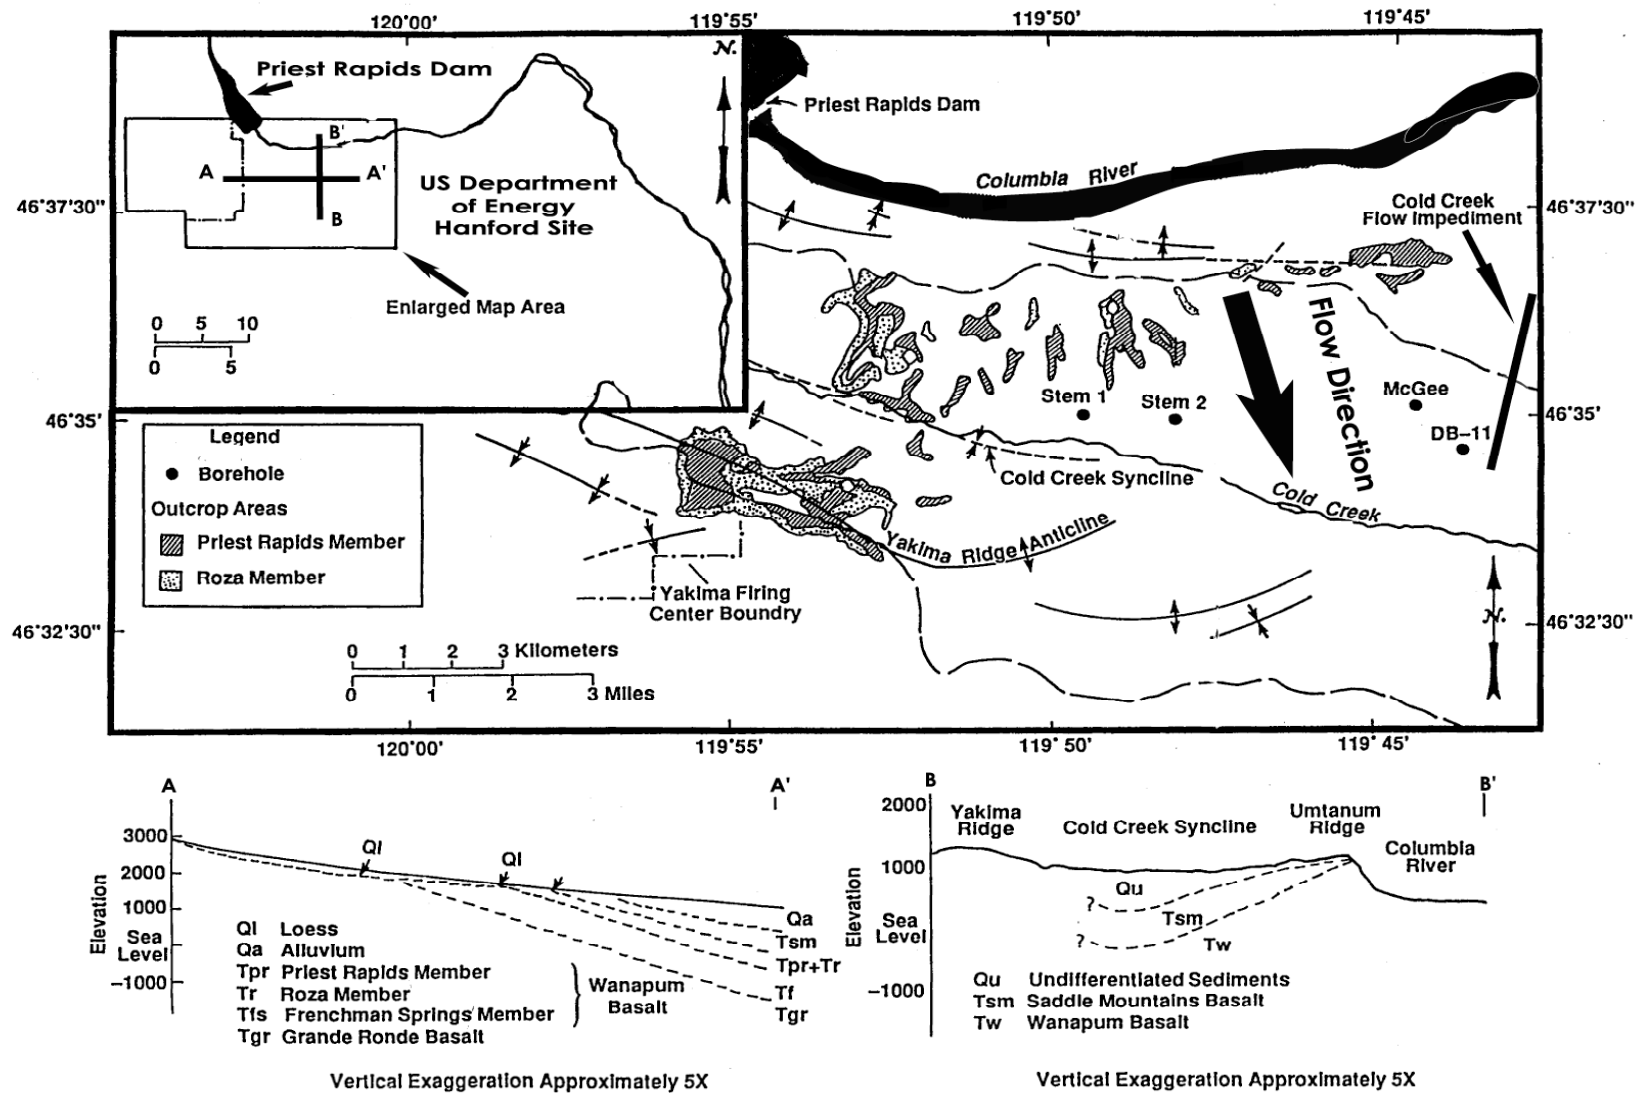 120°00'
119°55'
119°50'
119°45'
N.
Priest Rapids Dam
B'
A
A'
B
US Department
of Energy
Hanford Site
Enlarged Map Area
0 5 10
0 5
Priest Rapids Dam
Columbia River
Cold Creek
Flow Impediment
46°37'30"
46°37'30"
Flow Direction
McGee
Stem 1
Stem 2
DB-11
46°35'
46°35'
Cold Creek Syncline
Cold Creek
Legend
Borehole
Outcrop Areas
Priest Rapids Member
Roza Member
Yakima Ridge Anticline
Yakima Firing
Center Boundry
N.
46°32'30"
46°32'30"
0 1 2 3 Kilometers
0 1 2 3 Miles
120°00'
119°55'
119°50'
119°45'
A
A'
3000
2000
1000
Sea
Level
-1000
Elevation
Ql
Ql
Qa
Tsm
Tpr+Tr
Tf
Tgr
Ql Loess
Qa Alluvium
Tpr Priest Rapids Member
Tr Roza Member
Tfs Frenchman Springs Member
Tgr Grande Ronde Basalt
Wanapum
Basalt
Vertical Exaggeration Approximately 5X
B
B'
2000
1000
Sea
Level
-1000
Elevation
Yakima
Ridge
Cold Creek Syncline
Umtanum
Ridge
Columbia
River
Qu
?
Tsm
?
Tw
Qu Undifferentiated Sediments
Tsm Saddle Mountains Basalt
Tw Wanapum Basalt
Vertical Exaggeration Approximately 5X